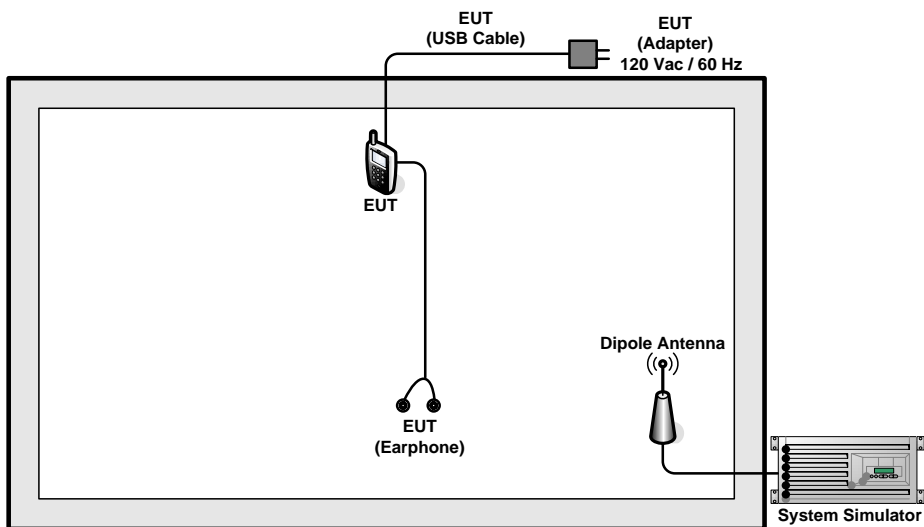 EUT
(USB Cable)
EUT
(Adapter)
120 Vac / 60 Hz
EUT
Dipole Antenna
EUT
(Earphone)
System Simulator